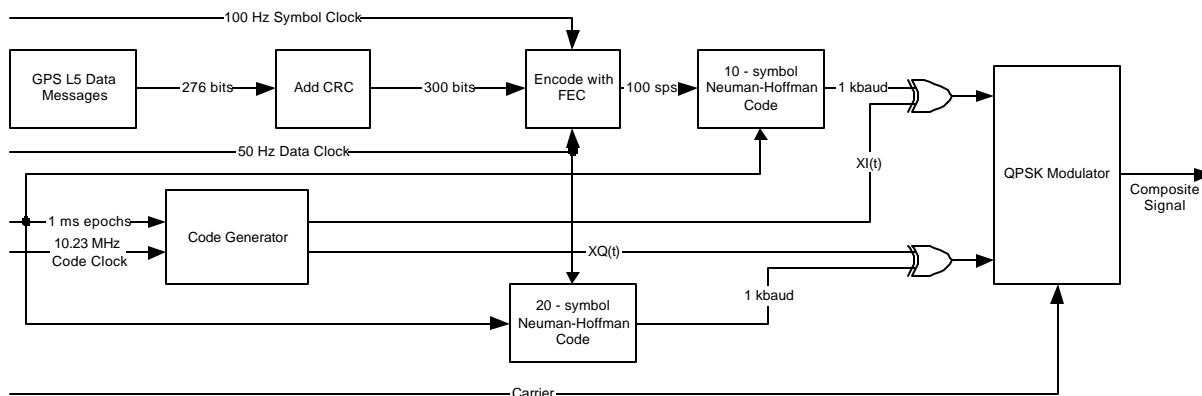 100 Hz Symbol Clock
GPS L5 Data
Messages
276 bits
Add CRC
300 bits
Encode with
FEC
100 sps
10 - symbol
Neuman-Hoffman
Code
1 kbaud
50 Hz Data Clock
XI(t)
QPSK Modulator
Composite
Signal
1 ms epochs
10.23 MHz
Code Clock
Code Generator
XQ(t)
1 kbaud
20 - symbol
Neuman-Hoffman
Code
Carrier